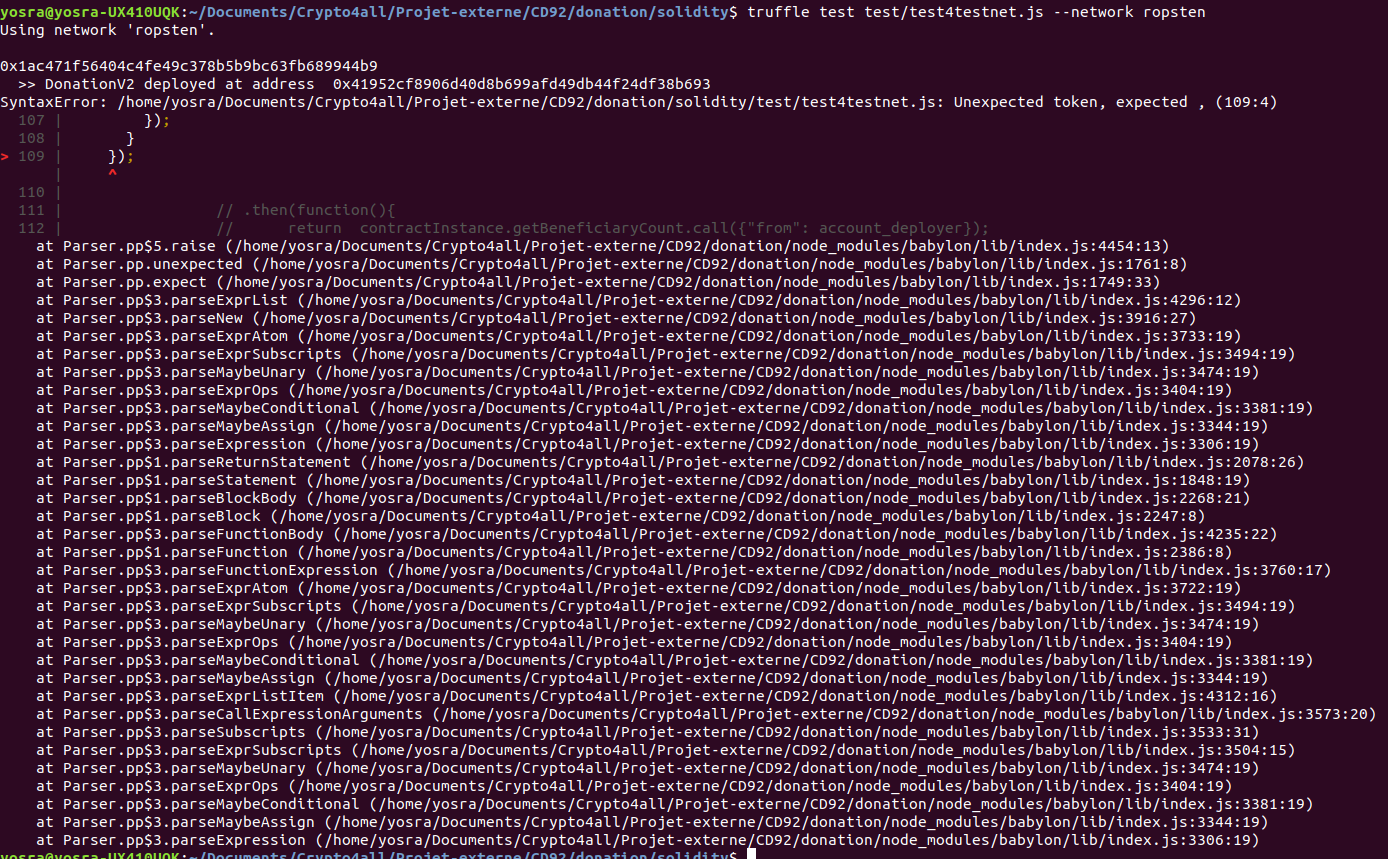 yosra@yosra-UX410UQK:~/Documents/Crypto4all/Projet-externe/CD92/donation/solidity$ truffle test test/test4testnet.js --network ropsten
Using network 'ropsten'.
0x1ac471f56404c4fe49c378b5b9bc63fb689944b9
  >> DonationV2 deployed at address  0x41952cf8906d40d8b699afd49db44f24df38b693
SyntaxError: /home/yosra/Documents/Crypto4all/Projet-externe/CD92/donation/solidity/test/test4testnet.js: Unexpected token, expected , (109:4)
  107 |         });
  108 |       }
> 109 |     });
      |     ^
  110 |
  111 |                 // .then(function(){
  112 |                 //      return  contractInstance.getBeneficiaryCount.call({"from": account_deployer});
    at Parser.pp$5.raise (/home/yosra/Documents/Crypto4all/Projet-externe/CD92/donation/node_modules/babylon/lib/index.js:4454:13)
    at Parser.pp.unexpected (/home/yosra/Documents/Crypto4all/Projet-externe/CD92/donation/node_modules/babylon/lib/index.js:1761:8)
    at Parser.pp.expect (/home/yosra/Documents/Crypto4all/Projet-externe/CD92/donation/node_modules/babylon/lib/index.js:1749:33)
    at Parser.pp$3.parseExprList (/home/yosra/Documents/Crypto4all/Projet-externe/CD92/donation/node_modules/babylon/lib/index.js:4296:12)
    at Parser.pp$3.parseNew (/home/yosra/Documents/Crypto4all/Projet-externe/CD92/donation/node_modules/babylon/lib/index.js:3916:27)
    at Parser.pp$3.parseExprAtom (/home/yosra/Documents/Crypto4all/Projet-externe/CD92/donation/node_modules/babylon/lib/index.js:3733:19)
    at Parser.pp$3.parseExprSubscripts (/home/yosra/Documents/Crypto4all/Projet-externe/CD92/donation/node_modules/babylon/lib/index.js:3494:19)
    at Parser.pp$3.parseMaybeUnary (/home/yosra/Documents/Crypto4all/Projet-externe/CD92/donation/node_modules/babylon/lib/index.js:3474:19)
    at Parser.pp$3.parseExprOps (/home/yosra/Documents/Crypto4all/Projet-externe/CD92/donation/node_modules/babylon/lib/index.js:3404:19)
    at Parser.pp$3.parseMaybeConditional (/home/yosra/Documents/Crypto4all/Projet-externe/CD92/donation/node_modules/babylon/lib/index.js:3381:19)
    at Parser.pp$3.parseMaybeAssign (/home/yosra/Documents/Crypto4all/Projet-externe/CD92/donation/node_modules/babylon/lib/index.js:3344:19)
    at Parser.pp$3.parseExpression (/home/yosra/Documents/Crypto4all/Projet-externe/CD92/donation/node_modules/babylon/lib/index.js:3306:19)
    at Parser.pp$1.parseReturnStatement (/home/yosra/Documents/Crypto4all/Projet-externe/CD92/donation/node_modules/babylon/lib/index.js:2078:26)
    at Parser.pp$1.parseStatement (/home/yosra/Documents/Crypto4all/Projet-externe/CD92/donation/node_modules/babylon/lib/index.js:1848:19)
    at Parser.pp$1.parseBlockBody (/home/yosra/Documents/Crypto4all/Projet-externe/CD92/donation/node_modules/babylon/lib/index.js:2268:21)
    at Parser.pp$1.parseBlock (/home/yosra/Documents/Crypto4all/Projet-externe/CD92/donation/node_modules/babylon/lib/index.js:2247:8)
    at Parser.pp$3.parseFunctionBody (/home/yosra/Documents/Crypto4all/Projet-externe/CD92/donation/node_modules/babylon/lib/index.js:4235:22)
    at Parser.pp$1.parseFunction (/home/yosra/Documents/Crypto4all/Projet-externe/CD92/donation/node_modules/babylon/lib/index.js:2386:8)
    at Parser.pp$3.parseFunctionExpression (/home/yosra/Documents/Crypto4all/Projet-externe/CD92/donation/node_modules/babylon/lib/index.js:3760:17)
    at Parser.pp$3.parseExprAtom (/home/yosra/Documents/Crypto4all/Projet-externe/CD92/donation/node_modules/babylon/lib/index.js:3722:19)
    at Parser.pp$3.parseExprSubscripts (/home/yosra/Documents/Crypto4all/Projet-externe/CD92/donation/node_modules/babylon/lib/index.js:3494:19)
    at Parser.pp$3.parseMaybeUnary (/home/yosra/Documents/Crypto4all/Projet-externe/CD92/donation/node_modules/babylon/lib/index.js:3474:19)
    at Parser.pp$3.parseExprOps (/home/yosra/Documents/Crypto4all/Projet-externe/CD92/donation/node_modules/babylon/lib/index.js:3404:19)
    at Parser.pp$3.parseMaybeConditional (/home/yosra/Documents/Crypto4all/Projet-externe/CD92/donation/node_modules/babylon/lib/index.js:3381:19)
    at Parser.pp$3.parseMaybeAssign (/home/yosra/Documents/Crypto4all/Projet-externe/CD92/donation/node_modules/babylon/lib/index.js:3344:19)
    at Parser.pp$3.parseExprListItem (/home/yosra/Documents/Crypto4all/Projet-externe/CD92/donation/node_modules/babylon/lib/index.js:4312:16)
    at Parser.pp$3.parseCallExpressionArguments (/home/yosra/Documents/Crypto4all/Projet-externe/CD92/donation/node_modules/babylon/lib/index.js:3573:20)
    at Parser.pp$3.parseSubscripts (/home/yosra/Documents/Crypto4all/Projet-externe/CD92/donation/node_modules/babylon/lib/index.js:3533:31)
    at Parser.pp$3.parseExprSubscripts (/home/yosra/Documents/Crypto4all/Projet-externe/CD92/donation/node_modules/babylon/lib/index.js:3504:15)
    at Parser.pp$3.parseMaybeUnary (/home/yosra/Documents/Crypto4all/Projet-externe/CD92/donation/node_modules/babylon/lib/index.js:3474:19)
    at Parser.pp$3.parseExprOps (/home/yosra/Documents/Crypto4all/Projet-externe/CD92/donation/node_modules/babylon/lib/index.js:3404:19)
    at Parser.pp$3.parseMaybeConditional (/home/yosra/Documents/Crypto4all/Projet-externe/CD92/donation/node_modules/babylon/lib/index.js:3381:19)
    at Parser.pp$3.parseMaybeAssign (/home/yosra/Documents/Crypto4all/Projet-externe/CD92/donation/node_modules/babylon/lib/index.js:3344:19)
    at Parser.pp$3.parseExpression (/home/yosra/Documents/Crypto4all/Projet-externe/CD92/donation/node_modules/babylon/lib/index.js:3306:19)
yosra@yosra-UX410UQK:~/Documents/Crypto4all/Projet-externe/CD92/donation/solidity$